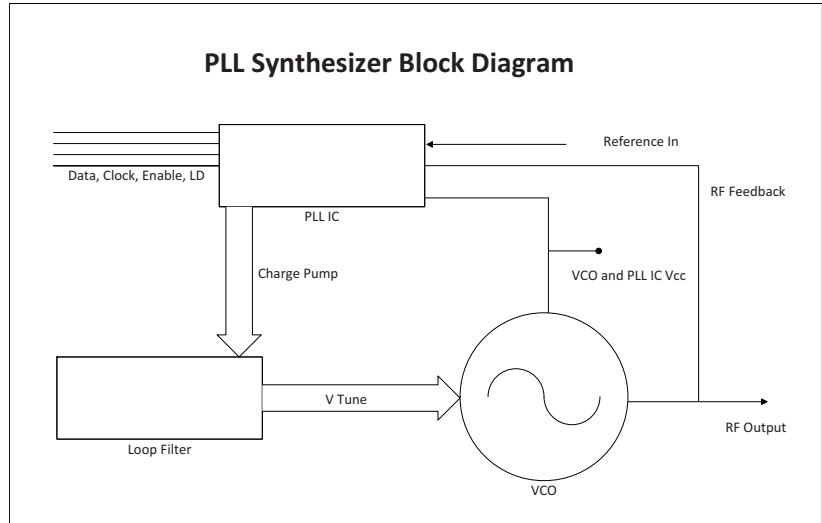 PLL Synthesizer Block Diagram
Reference In
Data, Clock, Enable, LD
RF Feedback
PLL IC
Charge Pump
VCO and PLL IC Vcc
V Tune
RF Output
Loop Filter
VCO